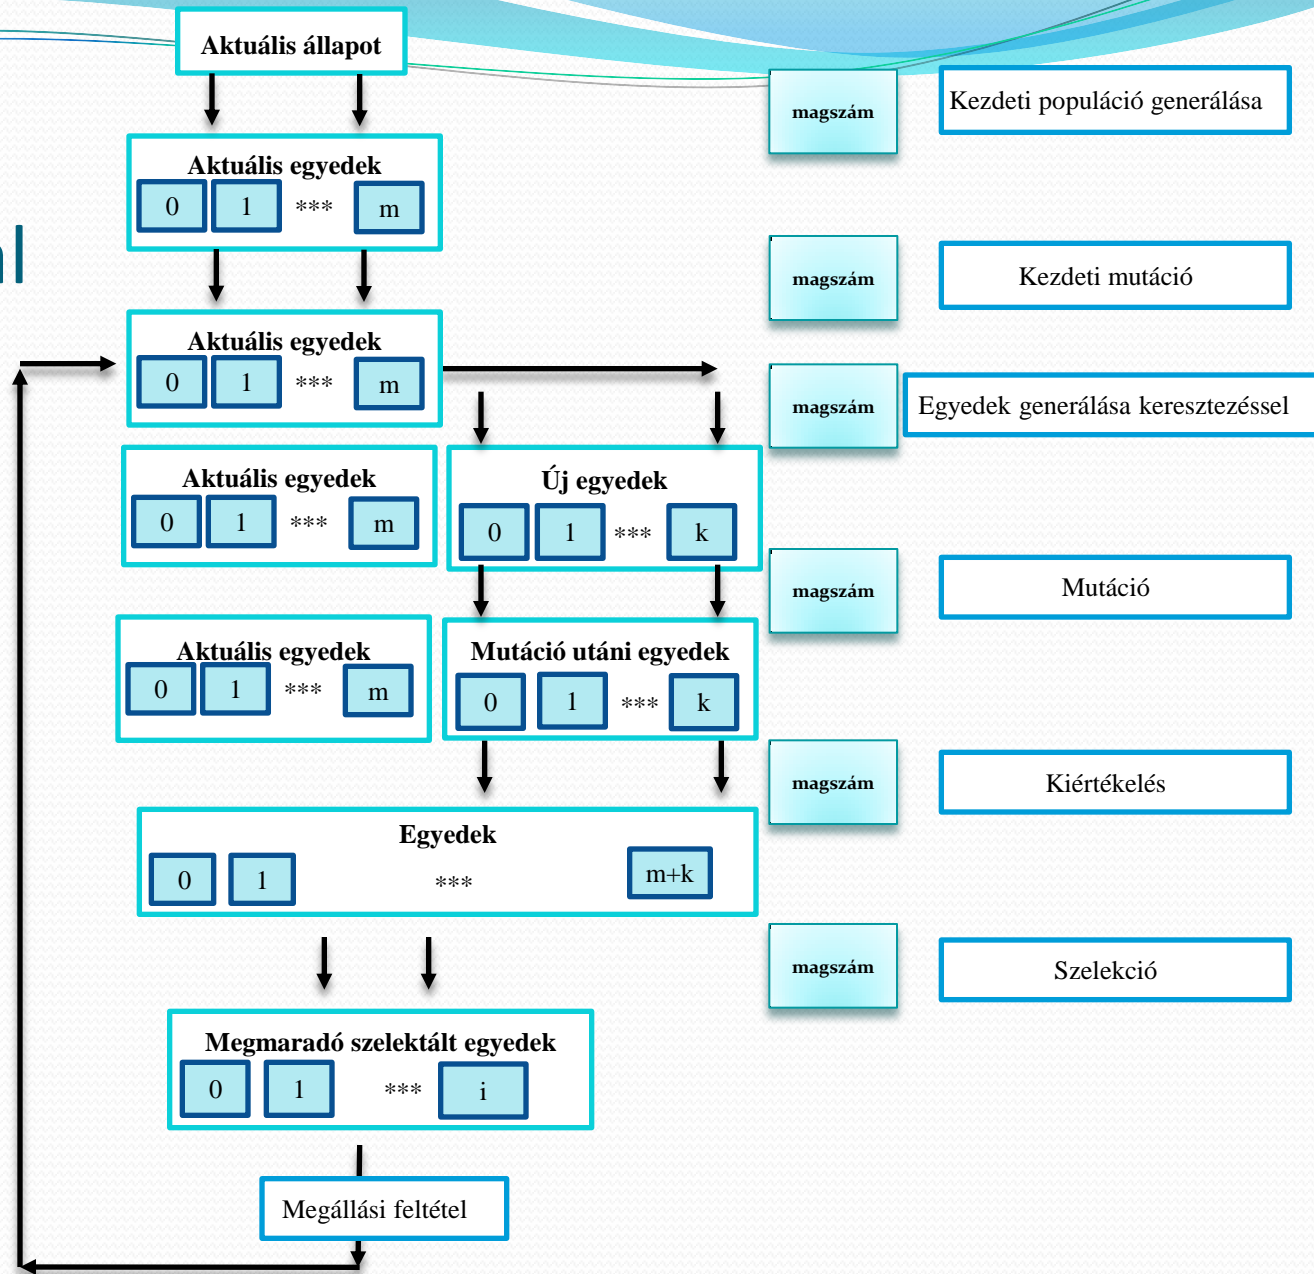 Aktuális állapot
magszám
Kezdeti populáció generálása
Aktuális egyedek
0 1 *** m
magszám
Kezdeti mutáció
Aktuális egyedek
0 1 *** m
magszám
Egyedek generálása keresztezéssel
Aktuális egyedek
0 1 *** m
Új egyedek
0 1 *** k
magszám
Mutáció
Aktuális egyedek
0 1 *** m
Mutáció utáni egyedek
0 1 *** k
magszám
Kiértékelés
Egyedek
0 1 *** m+k
magszám
Szelekció
Megmaradó szelektált egyedek
0 1 *** i
Megállási feltétel